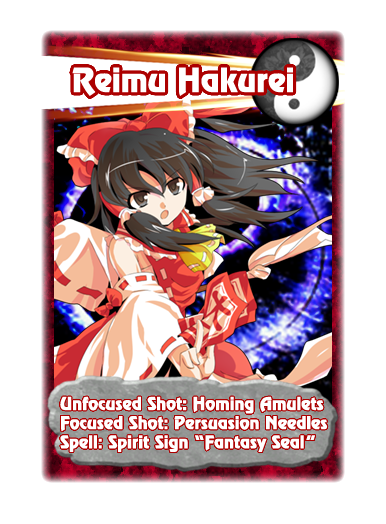 Reimu Hakurei
Unfocused Shot: Homing Amulets
Focused Shot: Persuasion Needles
Spell: Spirit Sign “Fantasy Seal”